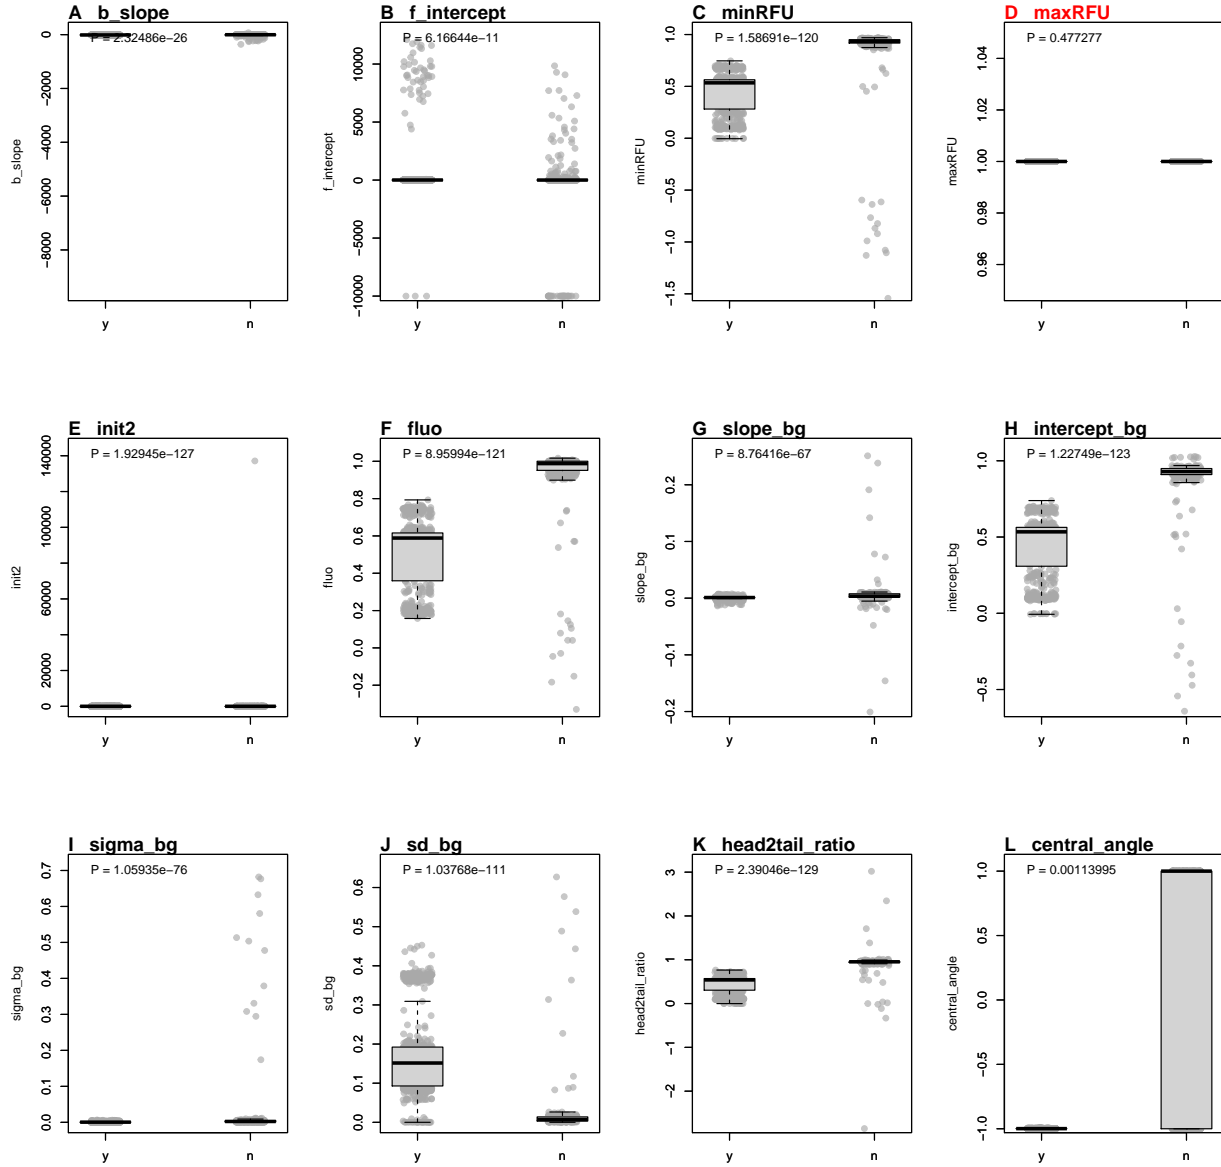 A b_slope
P = 2.32486e−26
b_slope
0
−2000
−4000
−6000
−8000
y n
B f_intercept
P = 6.16644e−11
f_intercept
10000
5000
0
−5000
−10000
y n
C minRFU
P = 1.58691e−120
minRFU
1.0
0.5
0.0
−0.5
−1.0
−1.5
y n
D maxRFU
P = 0.477277
maxRFU
1.04
1.02
1.00
0.98
0.96
y n
E init2
P = 1.92945e−127
init2
140000
100000
60000
20000
0
y n
F fluo
P = 8.95994e−121
fluo
1.0
0.8
0.6
0.4
0.2
0.0
−0.2
y n
G slope_bg
P = 8.76416e−67
slope_bg
0.2
0.1
0.0
−0.1
−0.2
y n
H intercept_bg
P = 1.22749e−123
intercept_bg
1.0
0.5
0.0
−0.5
y n
I sigma_bg
P = 1.05935e−76
sigma_bg
0.7
0.6
0.5
0.4
0.3
0.2
0.1
0.0
y n
J sd_bg
P = 1.03768e−111
sd_bg
0.6
0.5
0.4
0.3
0.2
0.1
0.0
y n
K head2tail_ratio
P = 2.39046e−129
head2tail_ratio
3
2
1
0
−1
−2
y n
L central_angle
P = 0.00113995
central_angle
1.0
0.5
0.0
−0.5
−1.0
y n